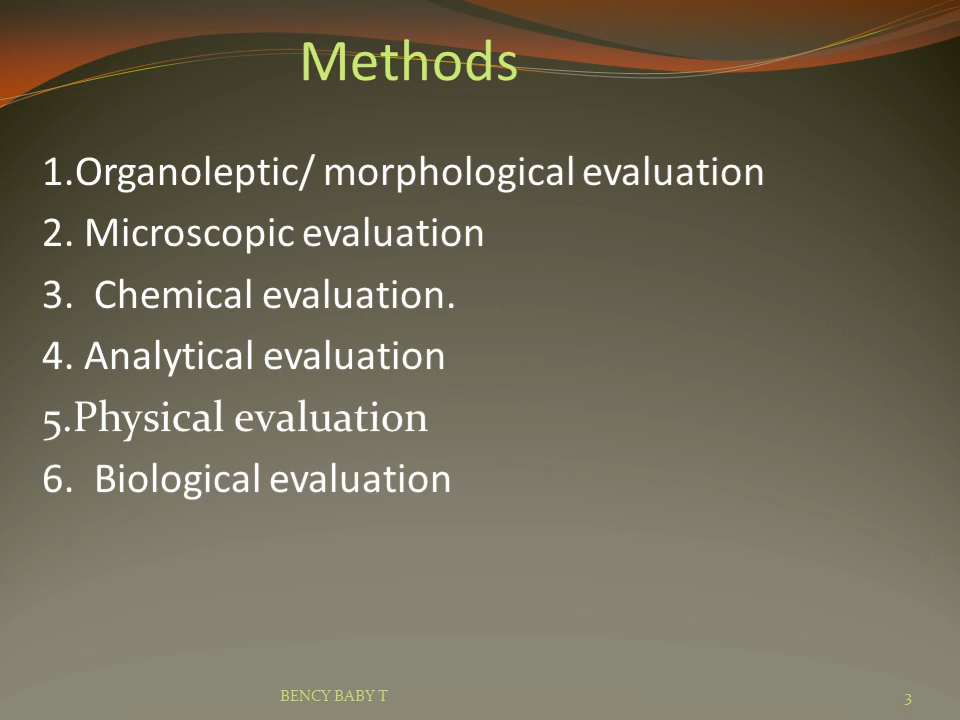 Methods
1.Organoleptic/ morphological evaluation
2. Microscopic evaluation
3.  Chemical evaluation.
4. Analytical evaluation
5.Physical evaluation
6.  Biological evaluation
BENCY BABY T
3